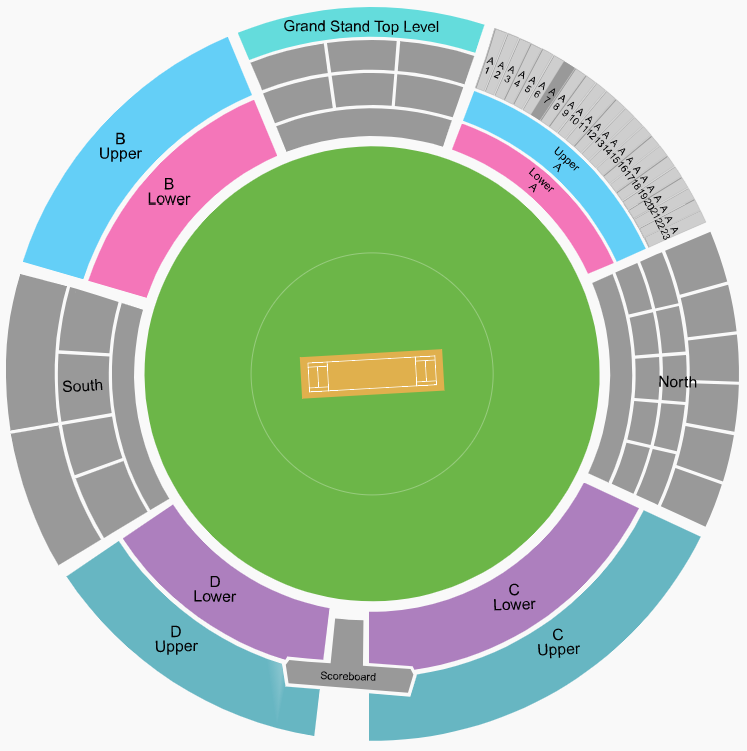 Grand Stand Top Level
A
1
A
2
A
3
A
4
A
5
A
6
A
7
A
8
A
9
A
10
A
11
A
12
A
13
A
14
A
15
A
16
A
17
A
18
A
19
A
20
A
21
A
22
A
23
B
Upper
B
Lower
Upper
A
Lower
A
South
North
D
Lower
C
Lower
D
Upper
C
Upper
Scoreboard